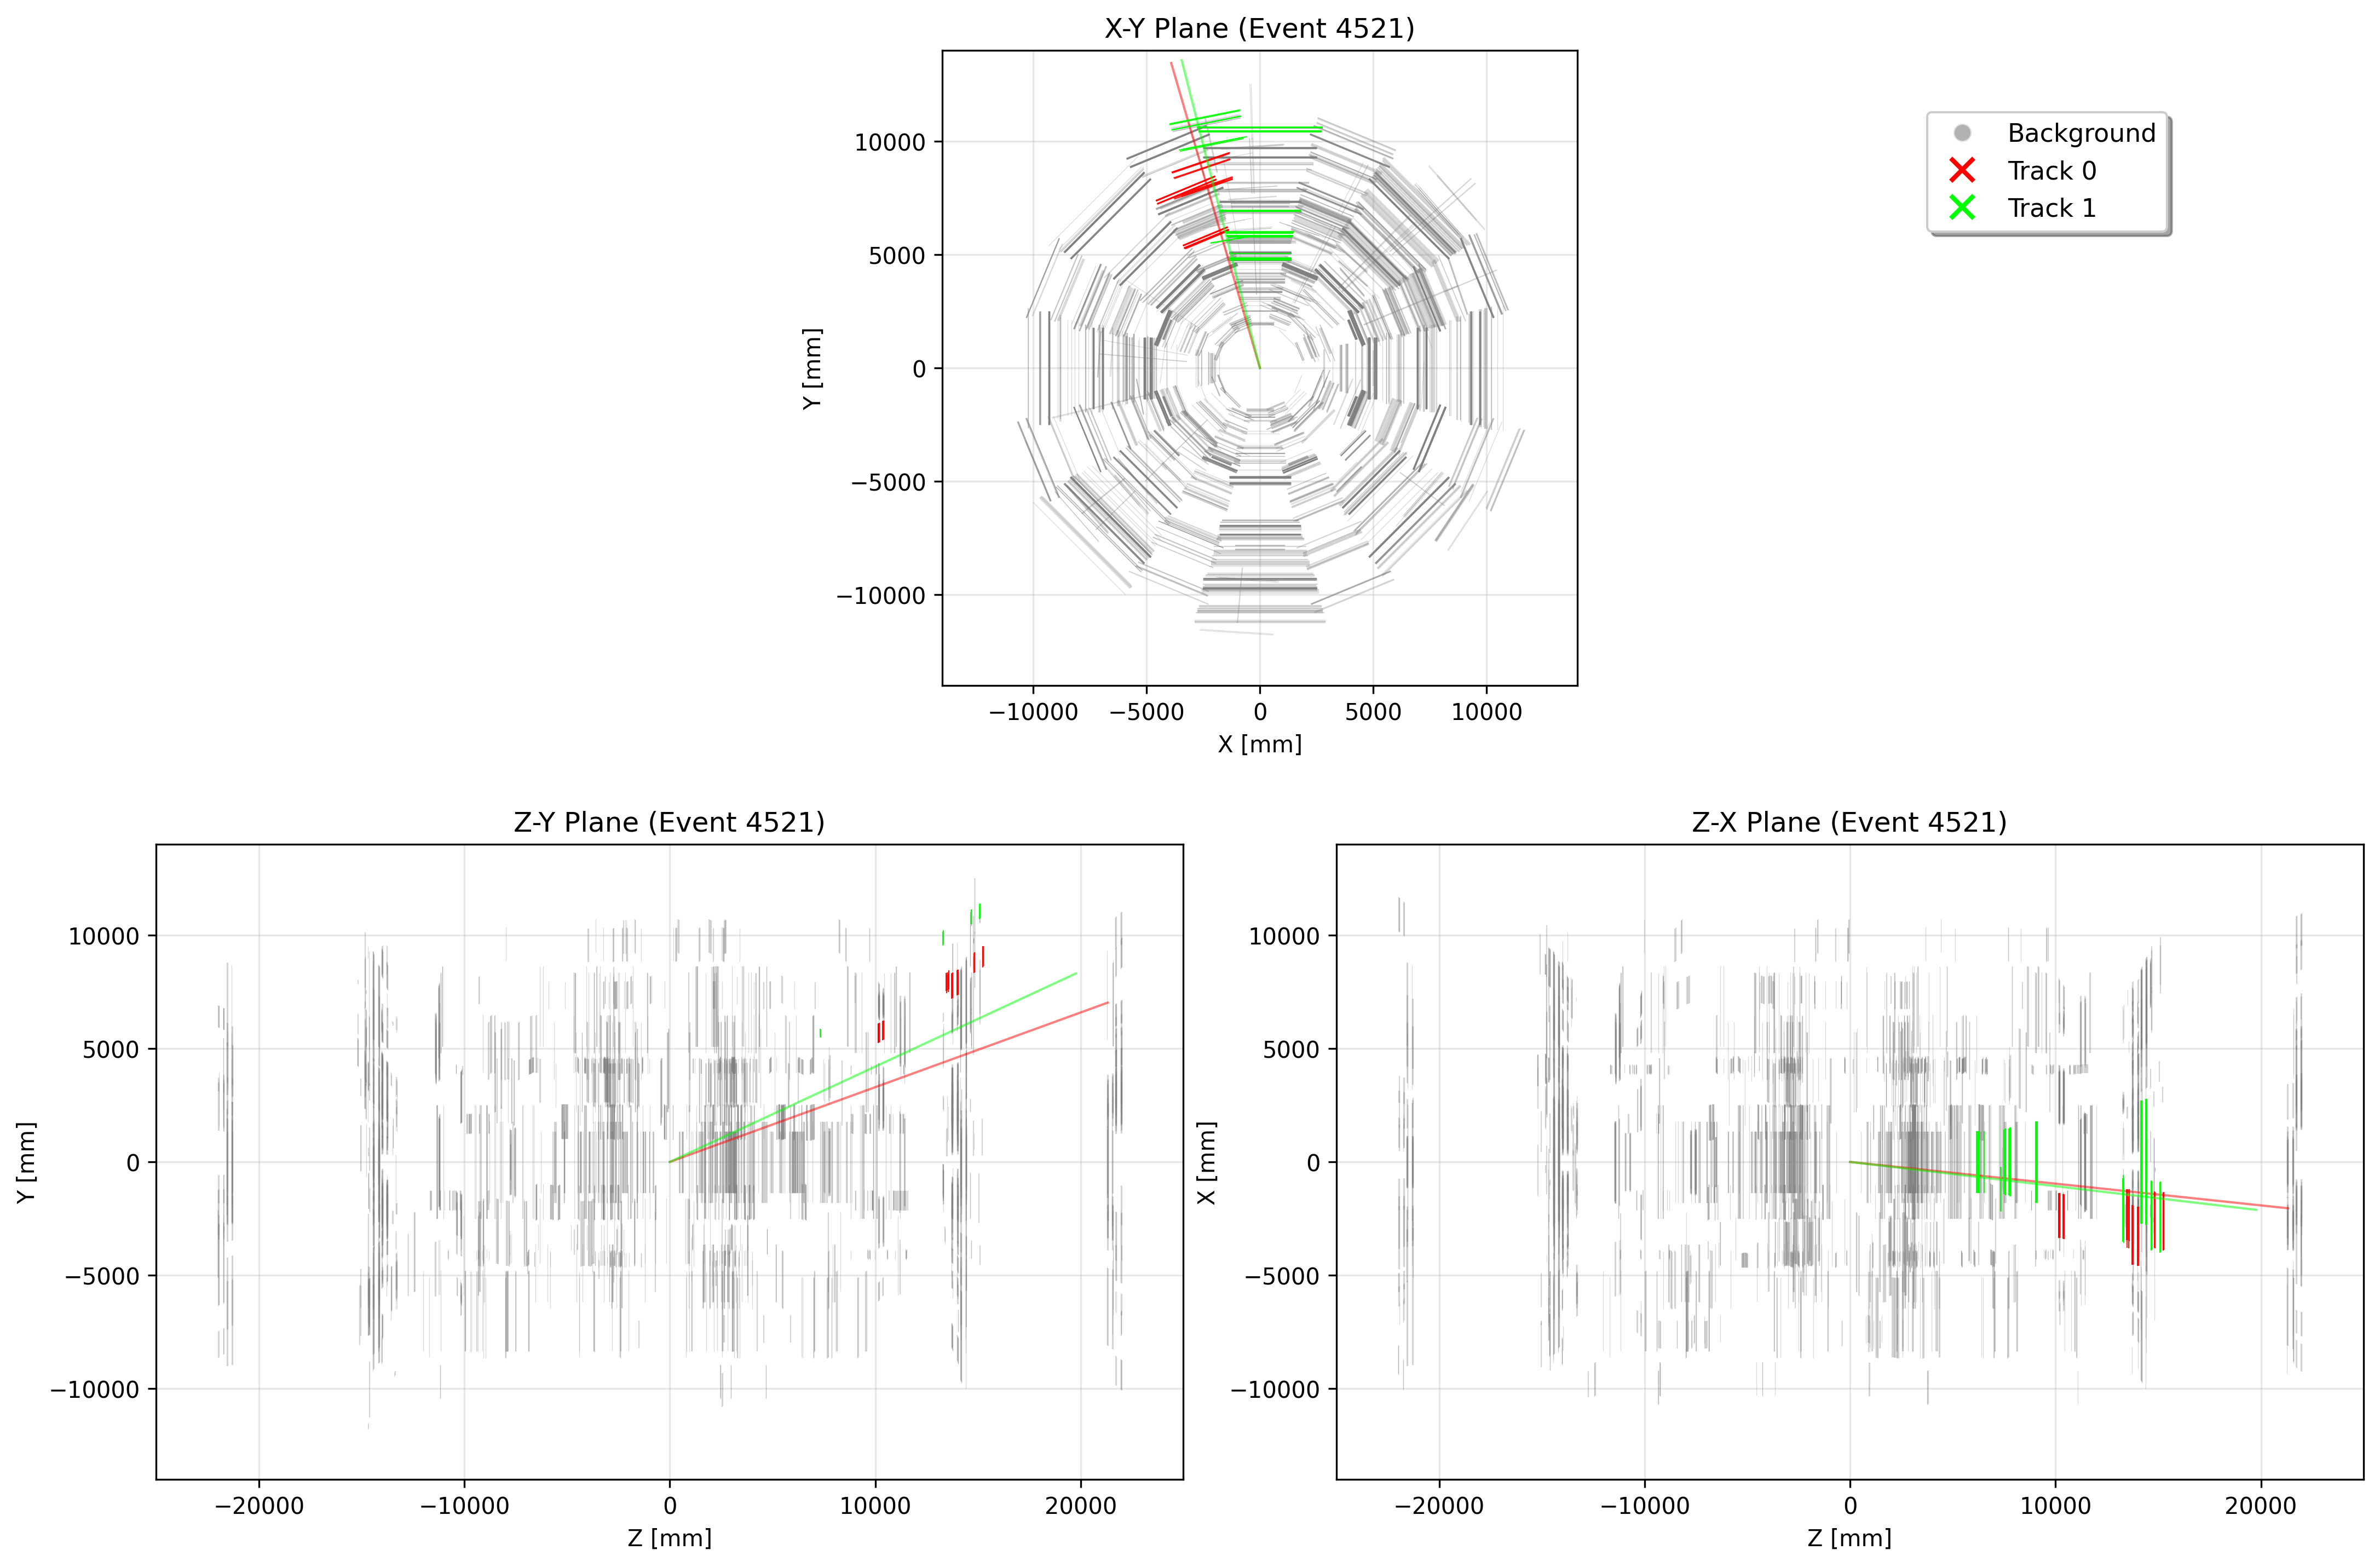 X-Y Plane (Event 4521)
10000
5000
0
−5000
−10000
Y [mm]
−10000 −5000 0 5000 10000
X [mm]
Background
Track 0
Track 1
Z-Y Plane (Event 4521)
10000
5000
0
−5000
−10000
Y [mm]
−20000 −10000 0 10000 20000
Z [mm]
Z-X Plane (Event 4521)
10000
5000
0
−5000
−10000
X [mm]
−20000 −10000 0 10000 20000
Z [mm]